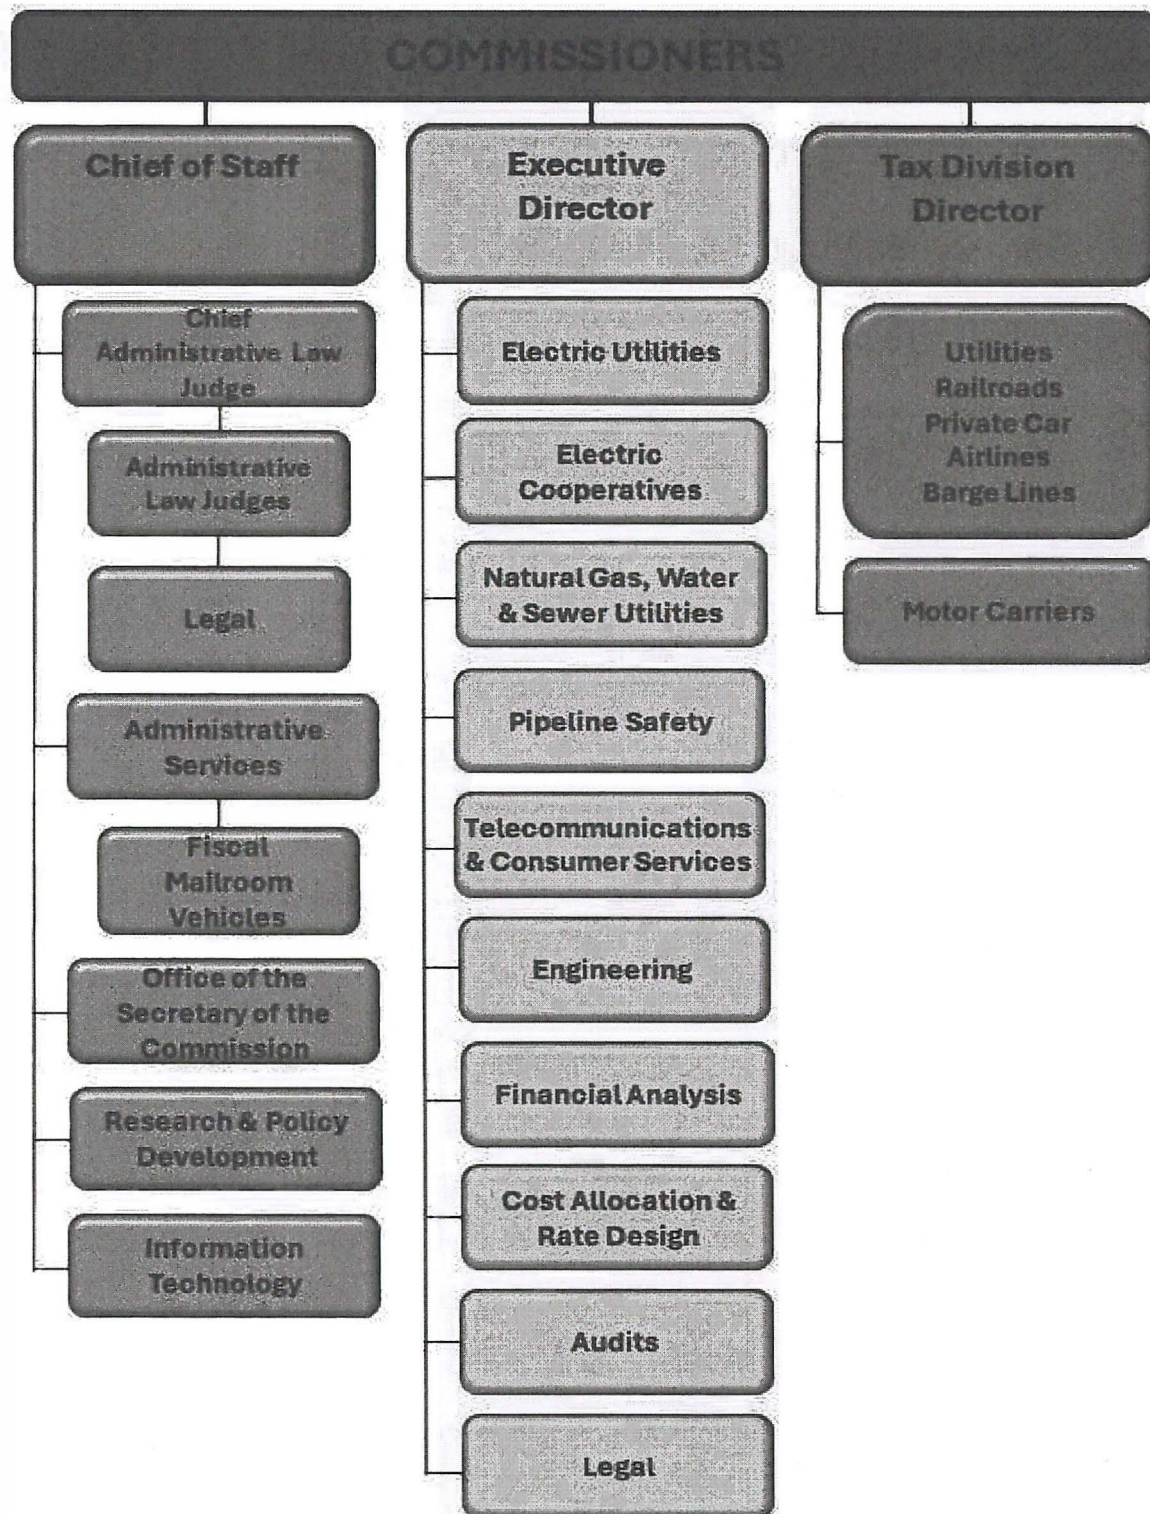 COMMISSIONERS
Chief of Staff
Chief
Administrative Law
Judge
Administrative
Law Judges
Legal
Administrative
Services
Fiscal
Mailroom
Vehicles
Office of the
Secretary of the
Commission
Research & Policy
Development
Information
Technology
Executive
Director
Electric Utilities
Electric
Cooperatives
Natural Gas, Water
& Sewer Utilities
Pipeline Safety
Telecommunications
& Consumer Services
Engineering
Financial Analysis
Cost Allocation &
Rate Design
Audits
Legal
Tax Division
Director
Utilities
Railroads
Private Car
Airlines
Barge Lines
Motor Carriers